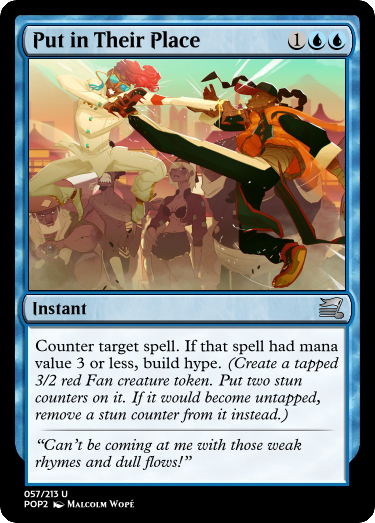 Put in Their Place
1
Instant
Counter target spell. If that spell had mana
value 3 or less, build hype. (Create a tapped
3/2 red Fan creature token. Put two stun
counters on it. If it would become untapped,
remove a stun counter from it instead.)
“Can’t be coming at me with those weak
rhymes and dull flows!”
057/213 U
POP2 Malcolm Wopé